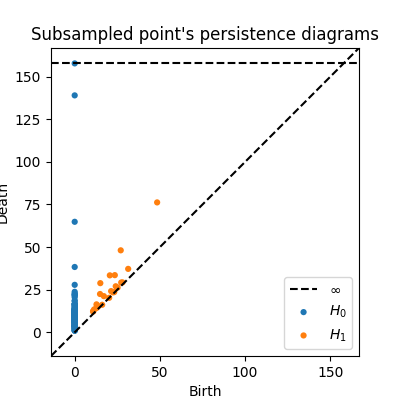 Subsampled point's persistence diagrams
150
125
100
75
50
25
0
Death
0 50 100 150
Birth
∞
H₀
H₁